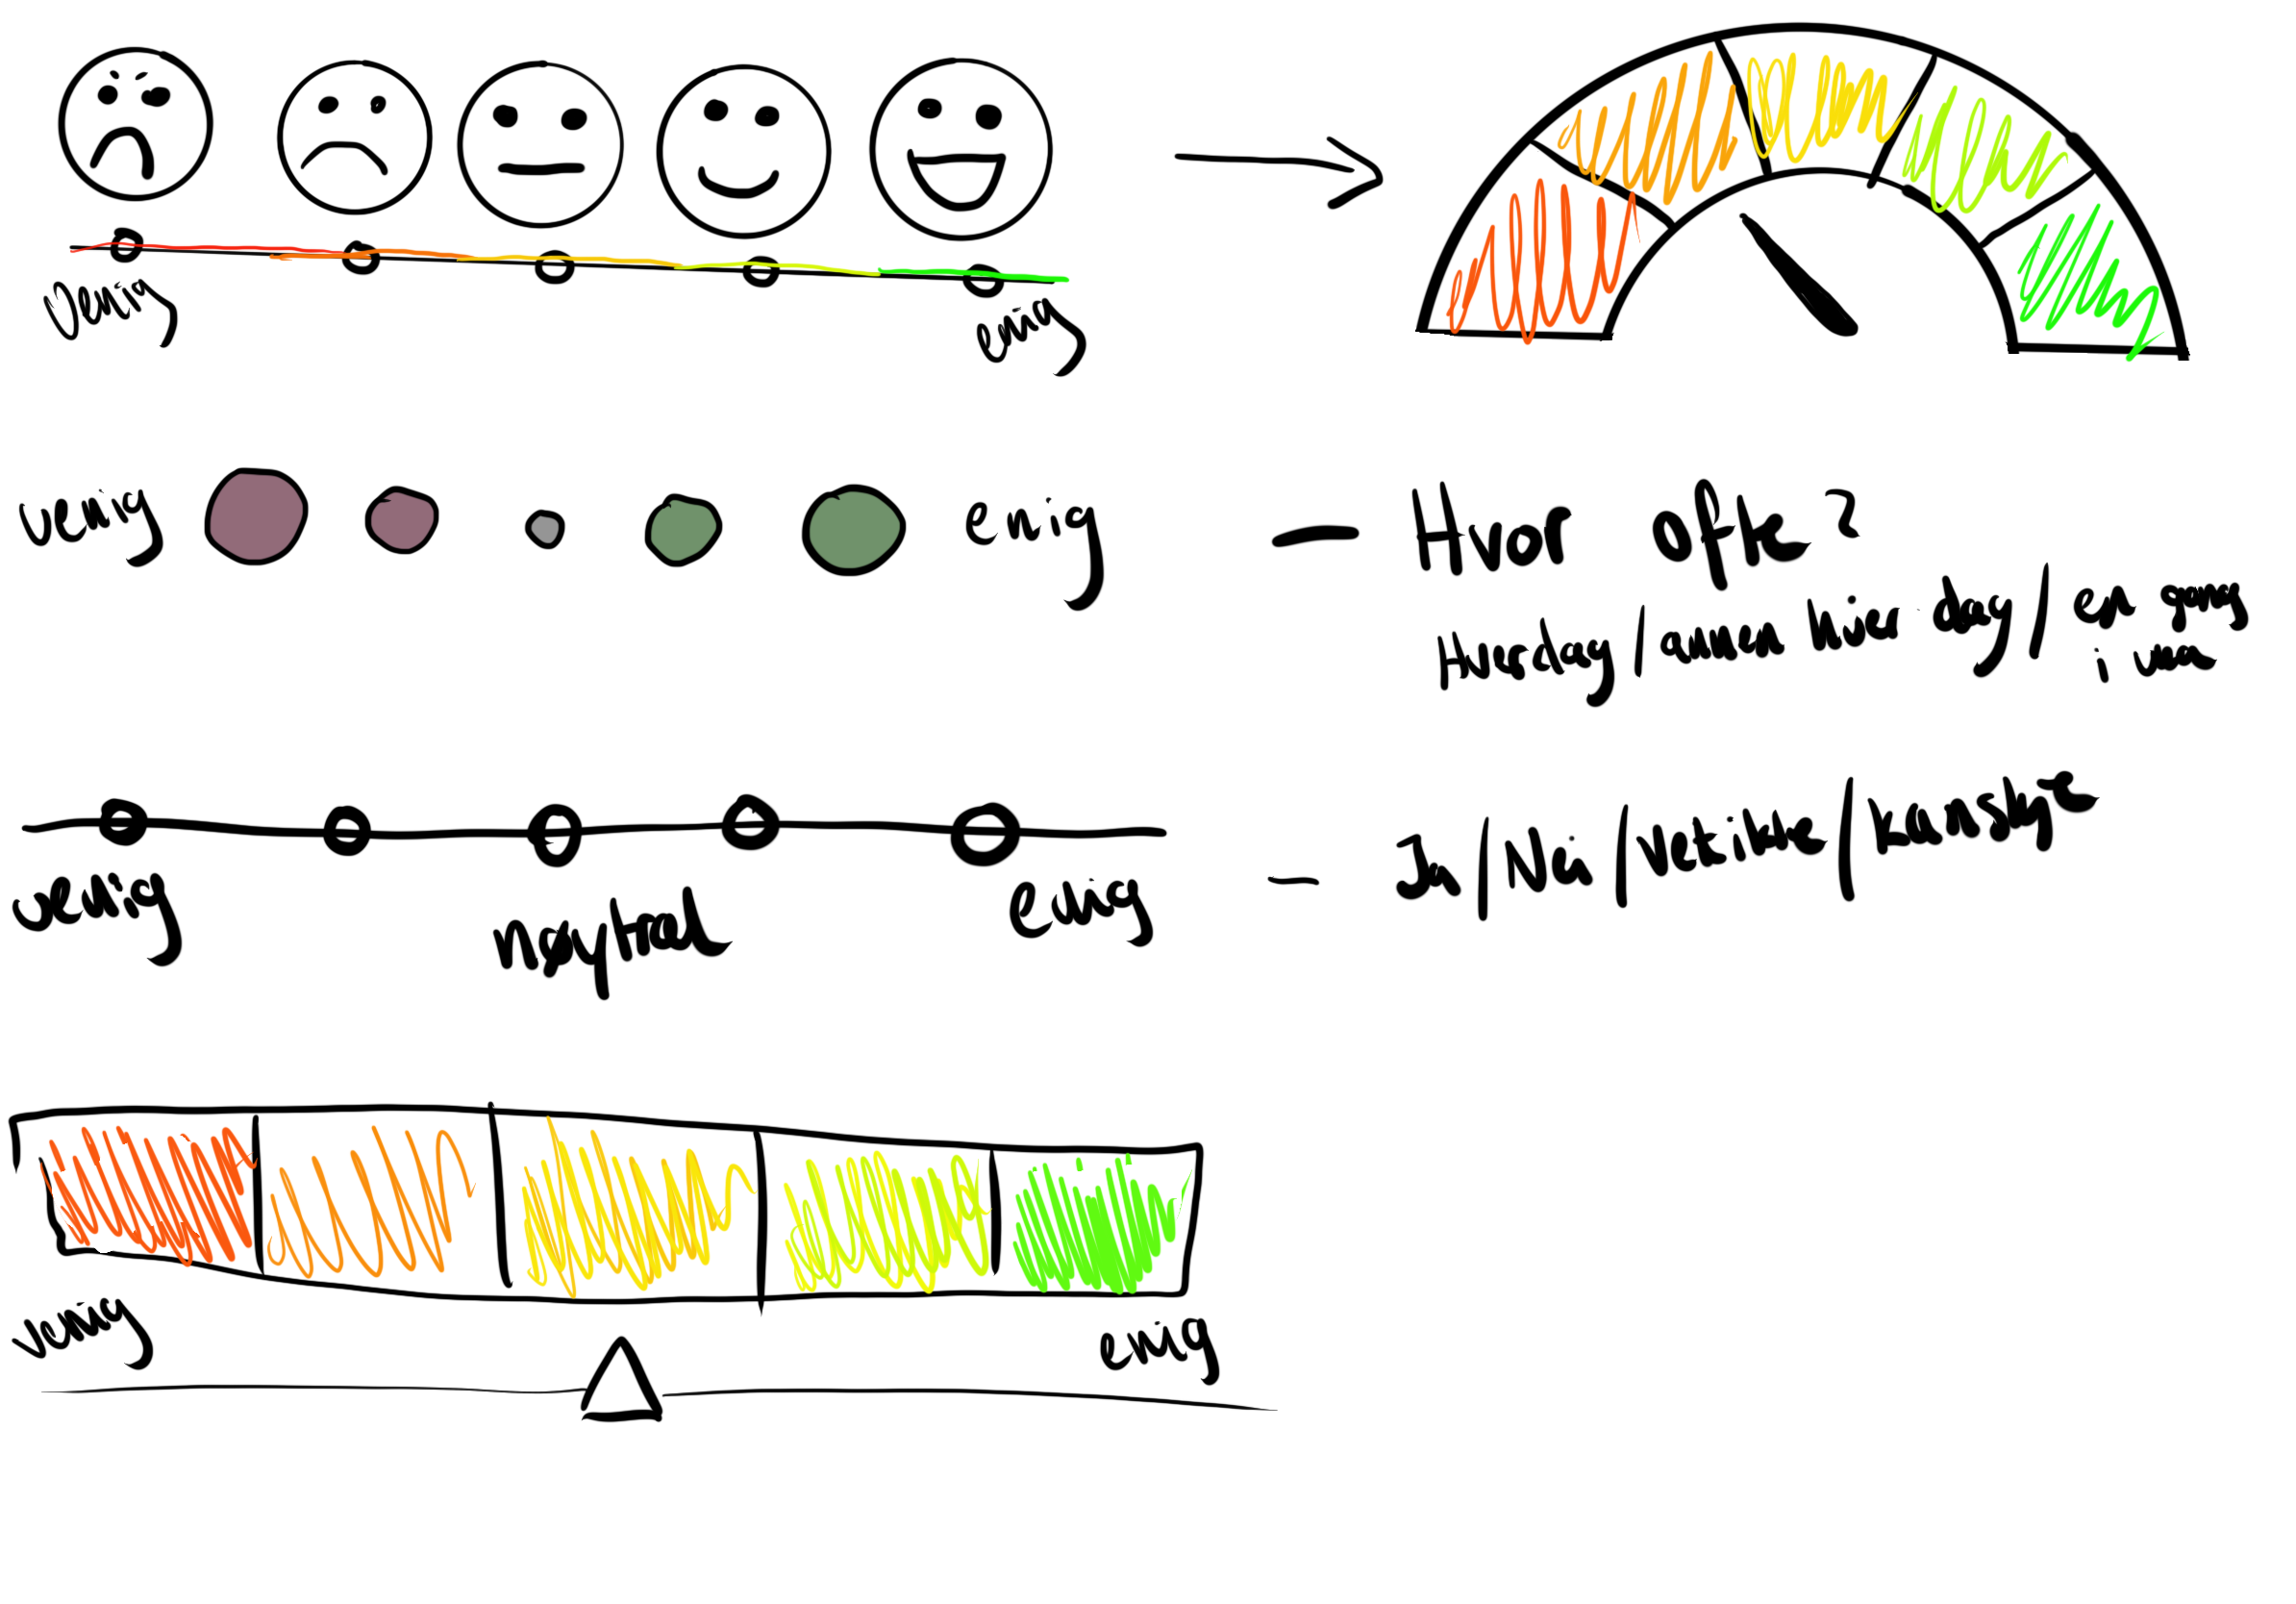 Uenig
enig
uenig
enig
— Hvor ofte?
Hverdag/annen hver dag/en gang
i uka
uenig
nøytral
enig
- Ja/Nei/Vet ikke/kanskje
uenig
enig